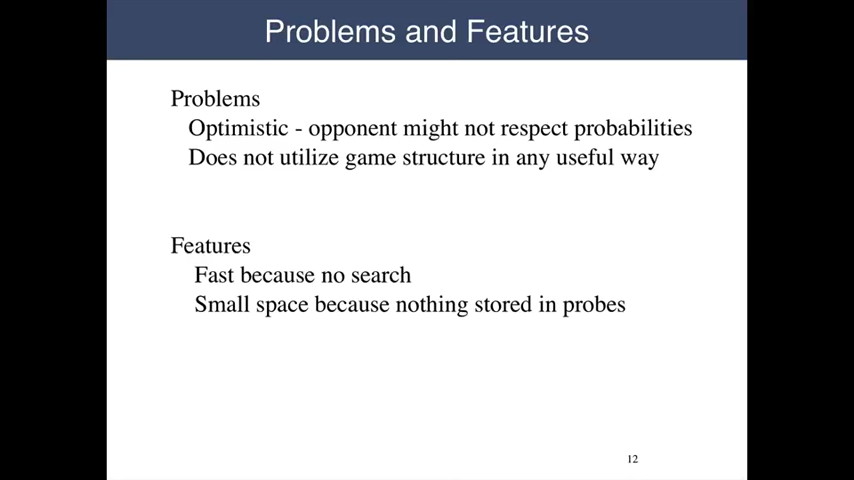 Problems and Features
Problems
Optimistic - opponent might not respect probabilities
Does not utilize game structure in any useful way
Features
Fast because no search
Small space because nothing stored in probes
12